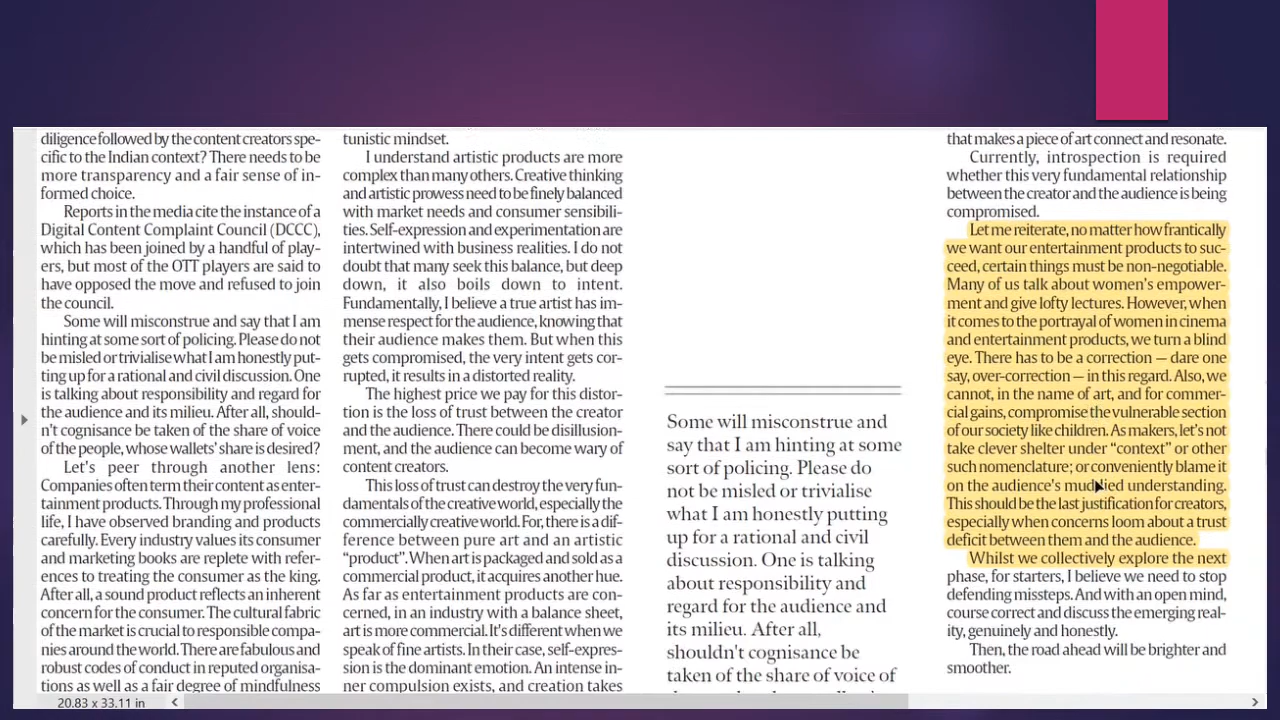 diligence followed by the content creators spe-
cific to the Indian context? There needs to be
more transparency and a fair sense of in-
formed choice.
Reports in the media cite the instance of a
Digital Content Complaint Council (DCCC),
which has been joined by a handful of play-
ers, but most of the OTT players are said to
have opposed the move and refused to join
the council.
Some will misconstrue and say that I am
hinting at some sort of policing. Please do not
be misled or trivialise what I am honestly put-
ting up for a rational and civil discussion. One
is talking about responsibility and regard for
the audience and its milieu. After all, should-
n't cognisance be taken of the share of voice
of the people, whose wallets' share is desired?
Let's peer through another lens:
Companies often term their content as enter-
tainment products. Through my professional
life, I have observed branding and products
carefully. Every industry values its consumer
and marketing books are replete with refer-
ences to treating the consumer as the king.
After all, a sound product reflects an inherent
concern for the consumer. The cultural fabric
of the market is crucial to responsible compa-
nies around the world. There are fabulous and
robust codes of conduct in reputed organisa-
tions as well as a fair degree of mindfulness
tunistic mindset.
I understand artistic products are more
complex than many others. Creative thinking
and artistic prowess need to be finely balanced
with market needs and consumer sensibili-
ties. Self-expression and experimentation are
intertwined with business realities. I do not
doubt that many seek this balance, but deep
down, it also boils down to intent.
Fundamentally, I believe a true artist has im-
mense respect for the audience, knowing that
their audience makes them. But when this
gets compromised, the very intent gets cor-
rupted, it results in a distorted reality.
The highest price we pay for this distor-
tion is the loss of trust between the creator
and the audience. There could be disillusion-
ment, and the audience can become wary of
content creators.
This loss of trust can destroy the very fun-
damentals of the creative world, especially the
commercially creative world. For, there is a dif-
ference between pure art and an artistic
“product”. When art is packaged and sold as a
commercial product, it acquires another hue.
As far as entertainment products are con-
cerned, in an industry with a balance sheet,
art is more commercial. It's different when we
speak of fine artists. In their case, self-expres-
sion is the dominant emotion. An intense in-
ner compulsion exists, and creation takes
Some will misconstrue and
say that I am hinting at some
sort of policing. Please do
not be misled or trivialise
what I am honestly putting
up for a rational and civil
discussion. One is talking
about responsibility and
regard for the audience and
its milieu. After all,
shouldn't cognisance be
taken of the share of voice of
that makes a piece of art connect and resonate.
Currently, introspection is required
whether this very fundamental relationship
between the creator and the audience is being
compromised.
Let me reiterate, no matter how frantically
we want our entertainment products to suc-
ceed, certain things must be non-negotiable.
Many of us talk about women's empower-
ment and give lofty lectures. However, when
it comes to the portrayal of women in cinema
and entertainment products, we turn a blind
eye. There has to be a correction — dare one
say, over-correction — in this regard. Also, we
cannot, in the name of art, and for commer-
cial gains, compromise the vulnerable section
of our society like children. As makers, let's not
take clever shelter under “context” or other
such nomenclature; or conveniently blame it
on the audience's muddied understanding.
This should be the last justification for creators,
especially when concerns loom about a trust
deficit between them and the audience.
Whilst we collectively explore the next
phase, for starters, I believe we need to stop
defending missteps. And with an open mind,
course correct and discuss the emerging real-
ity, genuinely and honestly.
Then, the road ahead will be brighter and
smoother.
20.83 x 33.11 in